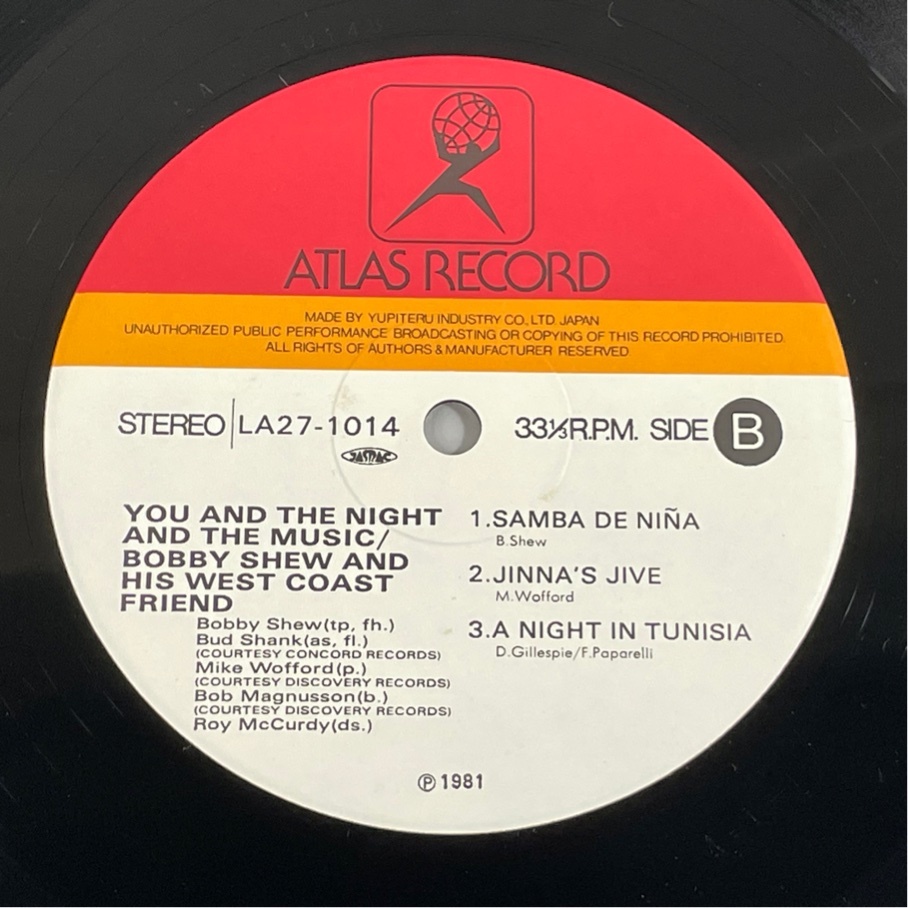 ATLAS RECORD
MADE BY YUPITERU INDUSTRY CO., LTD. JAPAN
UNAUTHORIZED PUBLIC PERFORMANCE BROADCASTING OR COPYING OF THIS RECORD PROHIBITED.
ALL RIGHTS OF AUTHORS & MANUFACTURER RESERVED
STEREO LA27-1014
JASRAC
33⅓R.P.M. SIDE B
YOU AND THE NIGHT
AND THE MUSIC/
BOBBY SHEW AND
HIS WEST COAST
FRIEND
Bobby Shew(tp, fh.)
Bud Shank(as, fl.)
(COURTESY CONCORD RECORDS)
Mike Wofford(p.)
(COURTESY DISCOVERY RECORDS)
Bob Magnusson(b.)
(COURTESY DISCOVERY RECORDS)
Roy McCurdy(ds.)
1.SAMBA DE NIÑA
B.Shew
2.JINNA'S JIVE
M.Wofford
3.A NIGHT IN TUNISIA
D.Gillespie/F.Paparelli
Ⓟ 1981